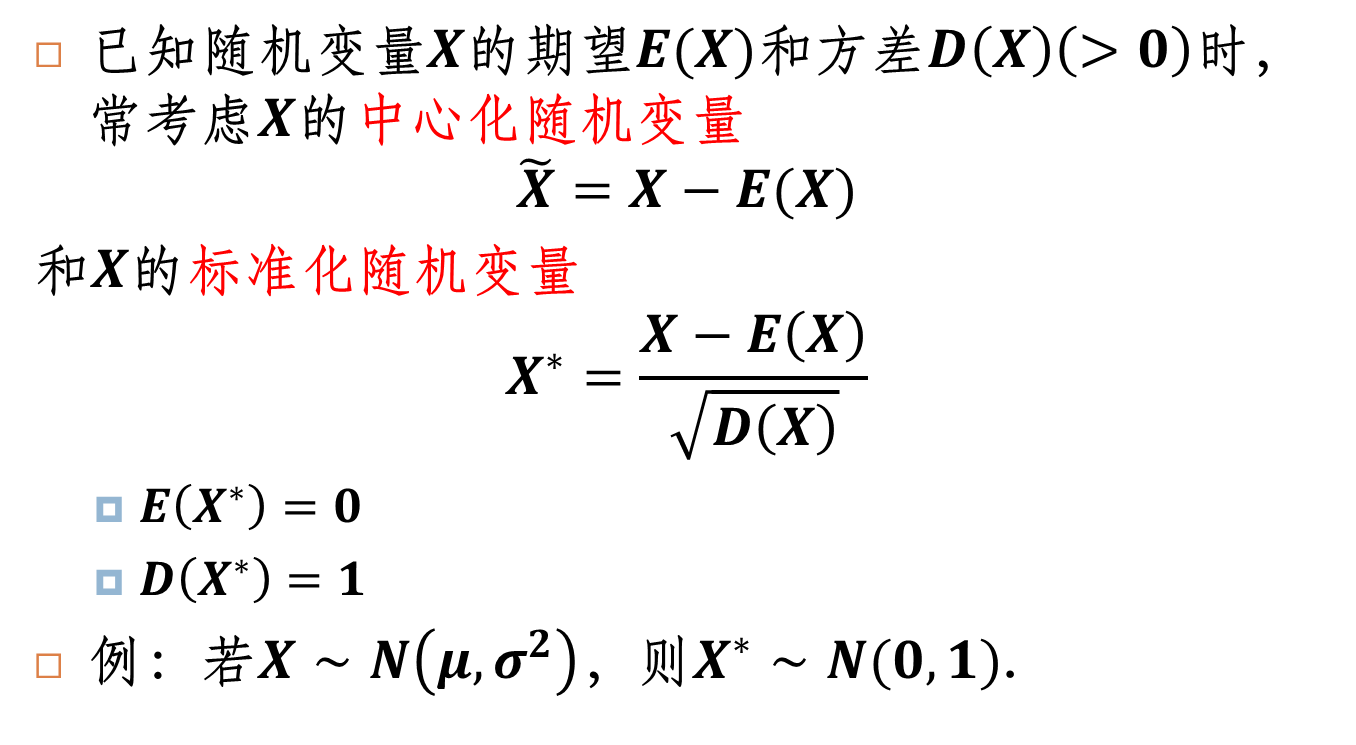 已知随机变量X的期望E(X)和方差D(X)(> 0)时，
常考虑X的中心化随机变量
X̃ = X − E(X)
和X的标准化随机变量
X* = (X − E(X)) / √D(X)
E(X*) = 0
D(X*) = 1
例：若X ~ N(μ, σ²)，则X* ~ N(0, 1).